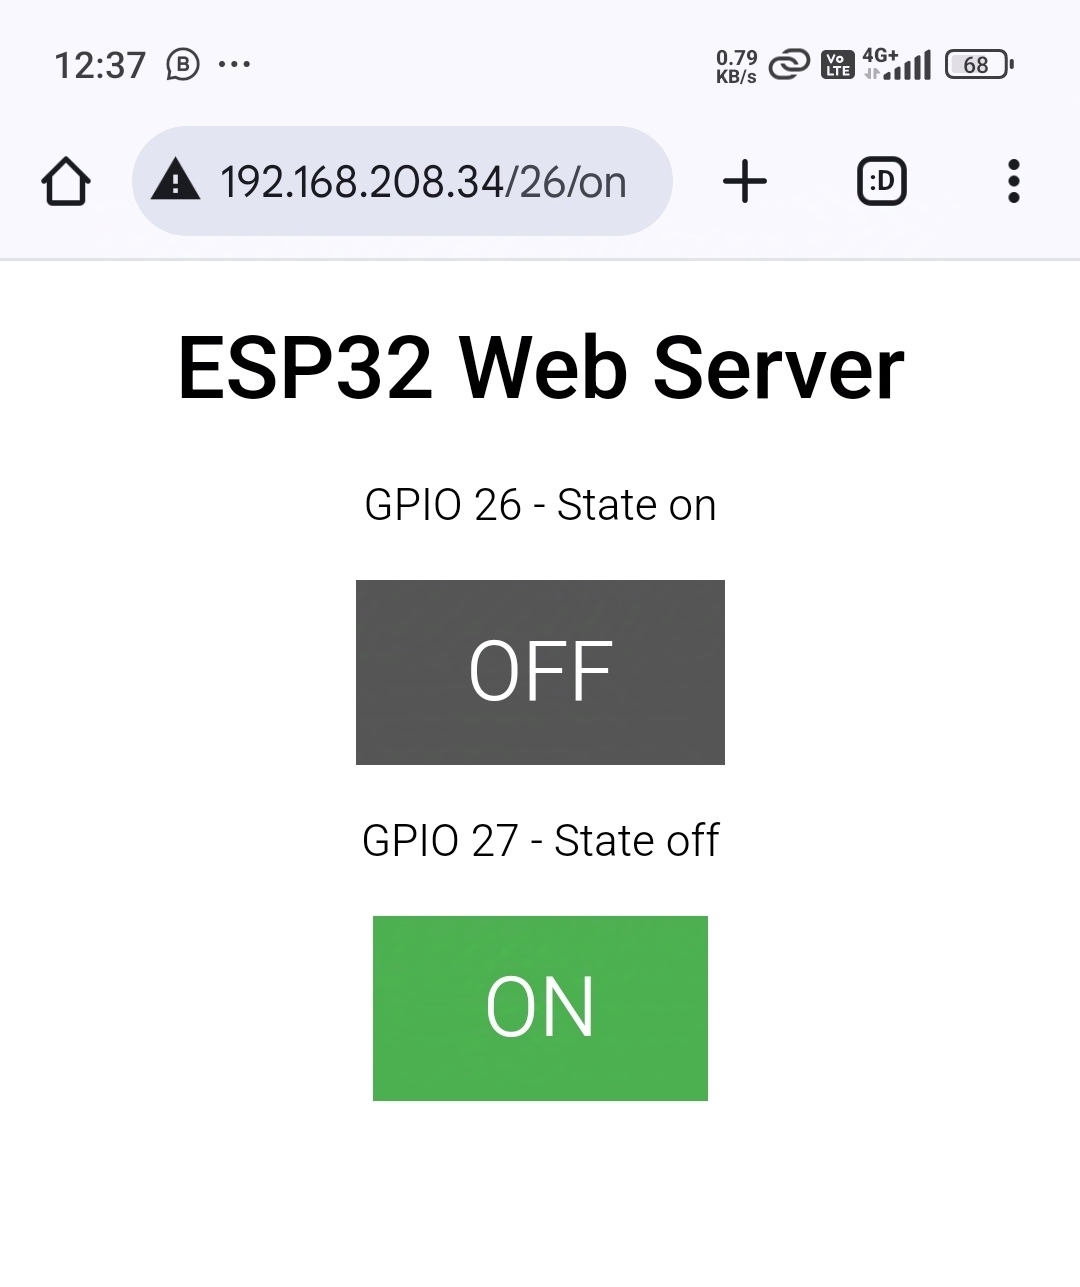 12:37 B ...
0.79
KB/s
Vo
LTE
4G+
68
192.168.208.34/26/on
:D
ESP32 Web Server
GPIO 26 - State on
OFF
GPIO 27 - State off
ON